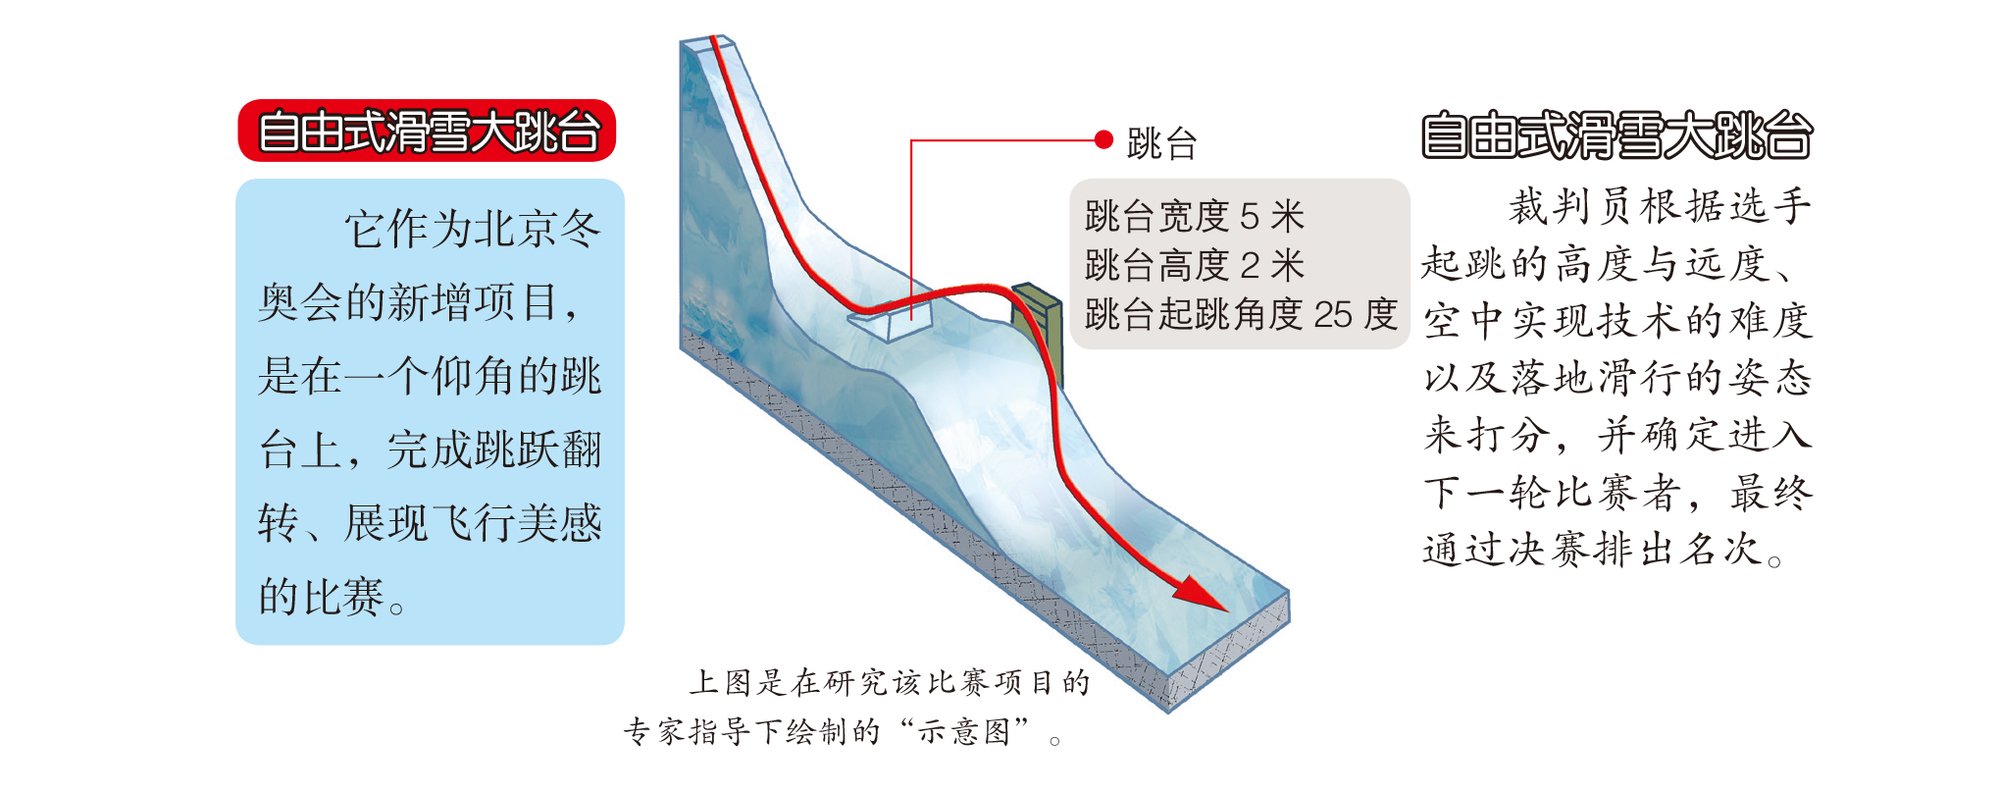 自由式滑雪大跳台
它作为北京冬
奥会的新增项目，
是在一个仰角的跳
台上，完成跳跃翻
转、展现飞行美感
的比赛。
跳台
跳台宽度 5 米
跳台高度 2 米
跳台起跳角度 25 度
上图是在研究该比赛项目的
专家指导下绘制的“示意图”。
自由式滑雪大跳台
裁判员根据选手
起跳的高度与远度、
空中实现技术的难度
以及落地滑行的姿态
来打分，并确定进入
下一轮比赛者，最终
通过决赛排出名次。